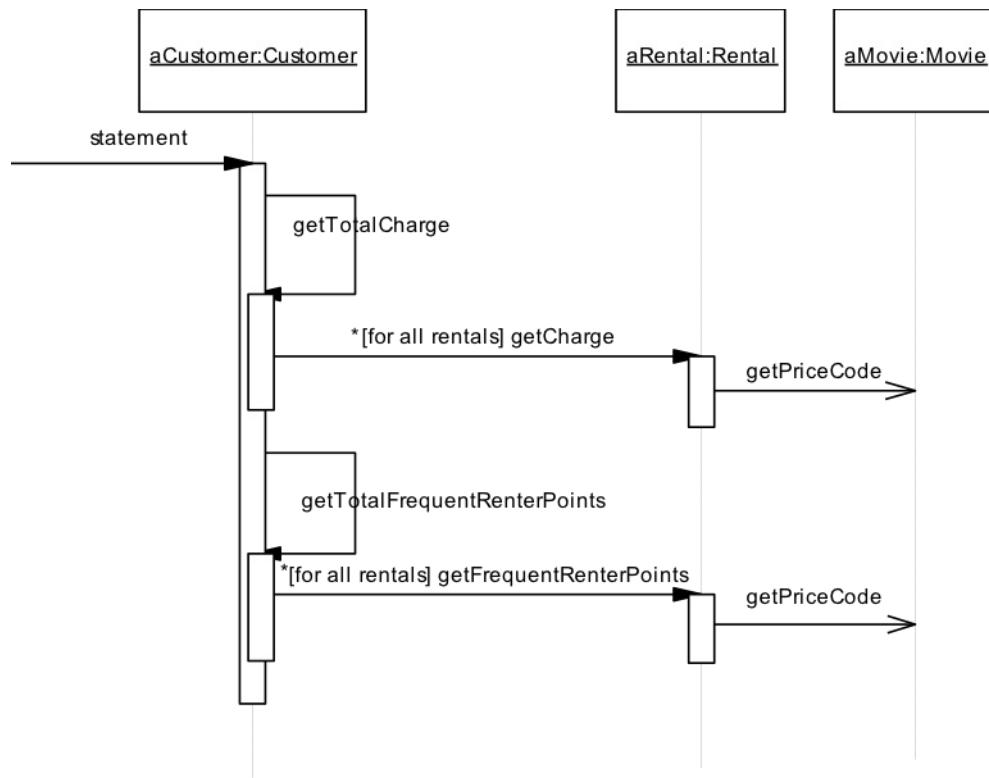 aCustomer:Customer
aRental:Rental
aMovie:Movie
statement
getTotalCharge
*[for all rentals] getCharge
getPriceCode
getTotalFrequentRenterPoints
*[for all rentals] getFrequentRenterPoints
getPriceCode